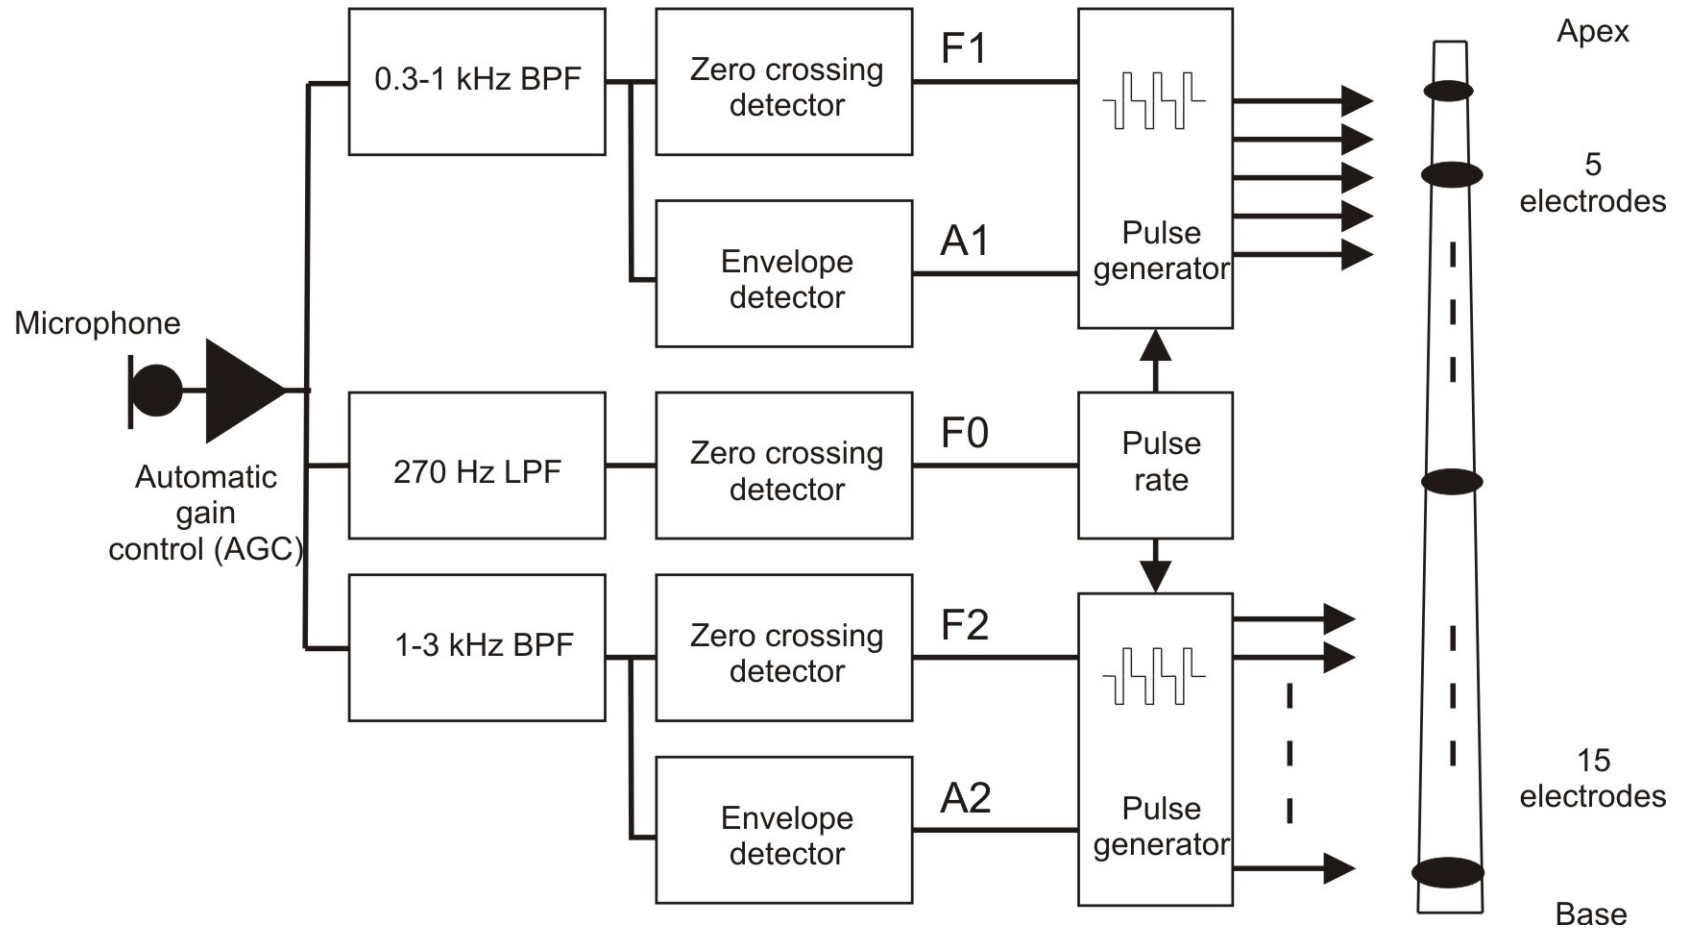 Apex
0.3-1 kHz BPF
Zero crossing
detector
F1
5
electrodes
Envelope
detector
A1
Pulse
generator
Microphone
Automatic
gain
control (AGC)
270 Hz LPF
Zero crossing
detector
F0
Pulse
rate
1-3 kHz BPF
Zero crossing
detector
F2
Envelope
detector
A2
Pulse
generator
15
electrodes
Base